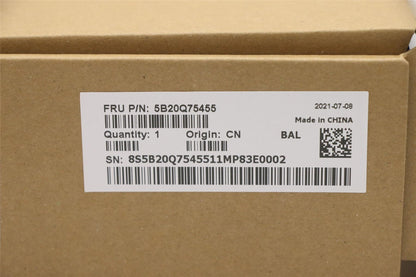 FRU P/N: 5B20Q75455
2021-07-08
Made in CHINA
Quantity: 1 Origin: CN BAL
SN: 8S5B20Q7545511MP83E0002